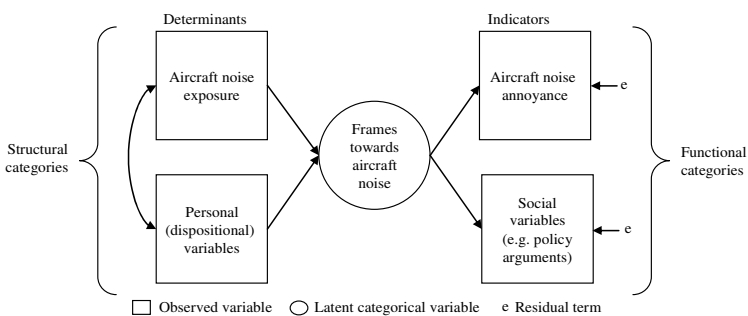 Determinants
Indicators
Aircraft noise
exposure
Aircraft noise
annoyance
e
Structural
categories
Frames
towards
aircraft
noise
Functional
categories
Personal
(dispositional)
variables
Social
variables
(e.g. policy
arguments)
e
Observed variable
Latent categorical variable
e Residual term